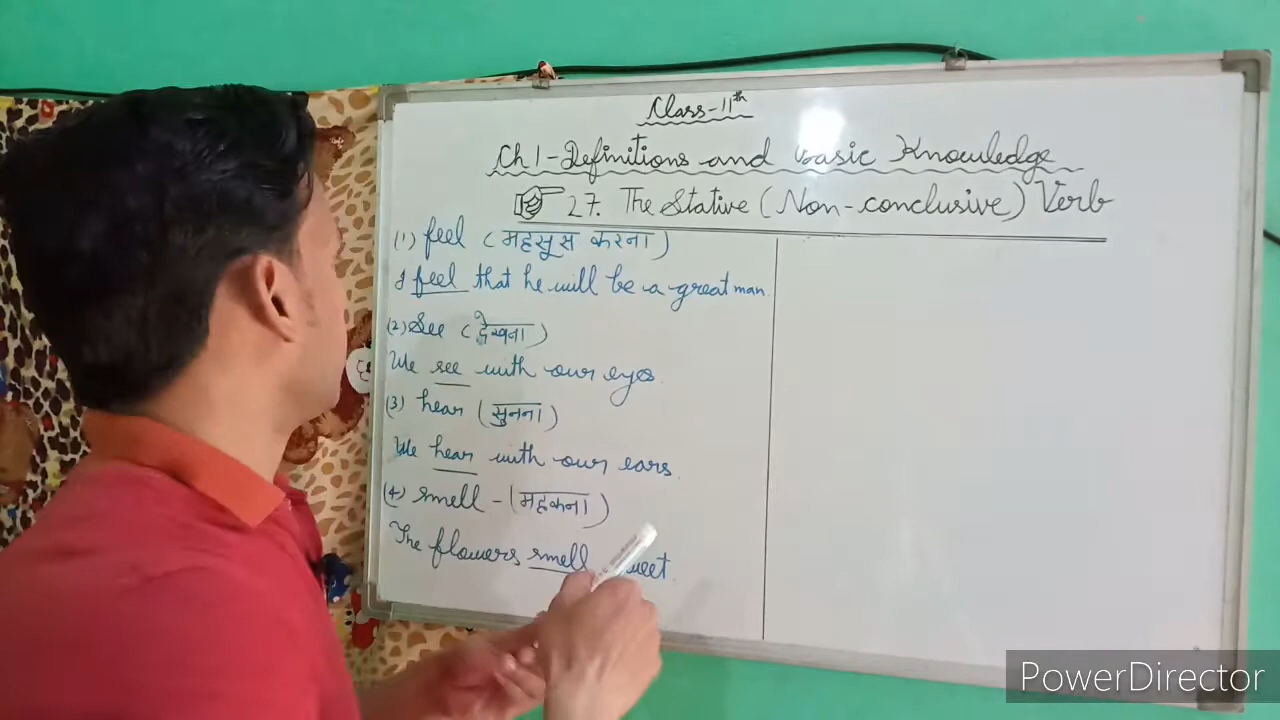 Class-11th
Ch 1-Definitions and basic Knowledge
27. The Stative (Non-conclusive) Verb
(1) feel (महसूस करना)
I feel that he will be a great man.
(2) See (देखना)
We see with our eyes.
(3) hear (सुनना)
We hear with our ears.
(4) smell - (महकना)
The flowers smell
PowerDirector